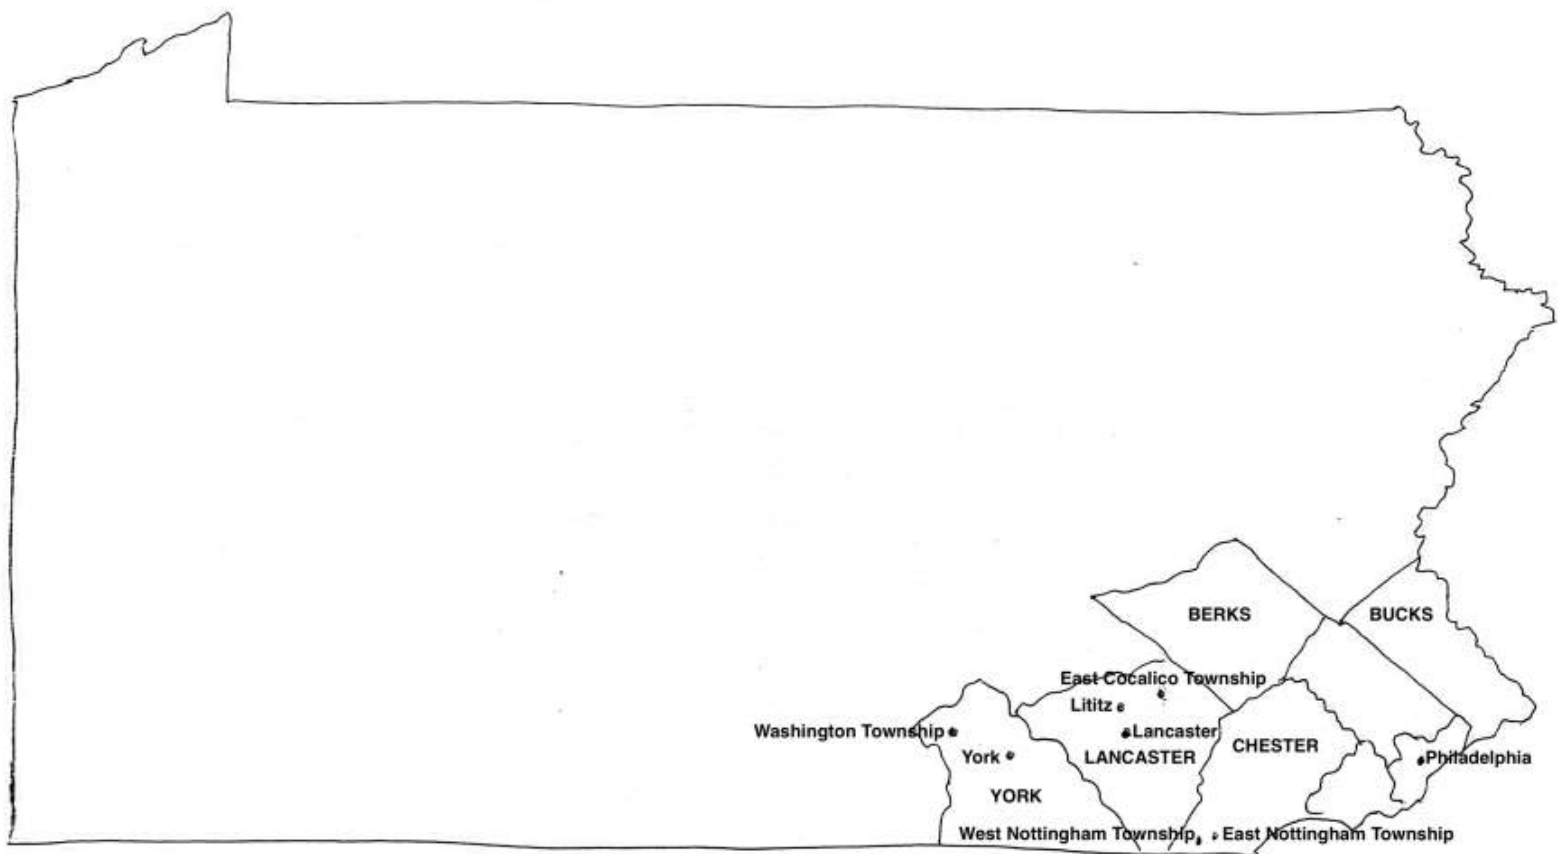 BERKS
BUCKS
East Cocalico Township
Lititz
Washington Township
Lancaster
CHESTER
York
LANCASTER
Philadelphia
YORK
West Nottingham Township
East Nottingham Township